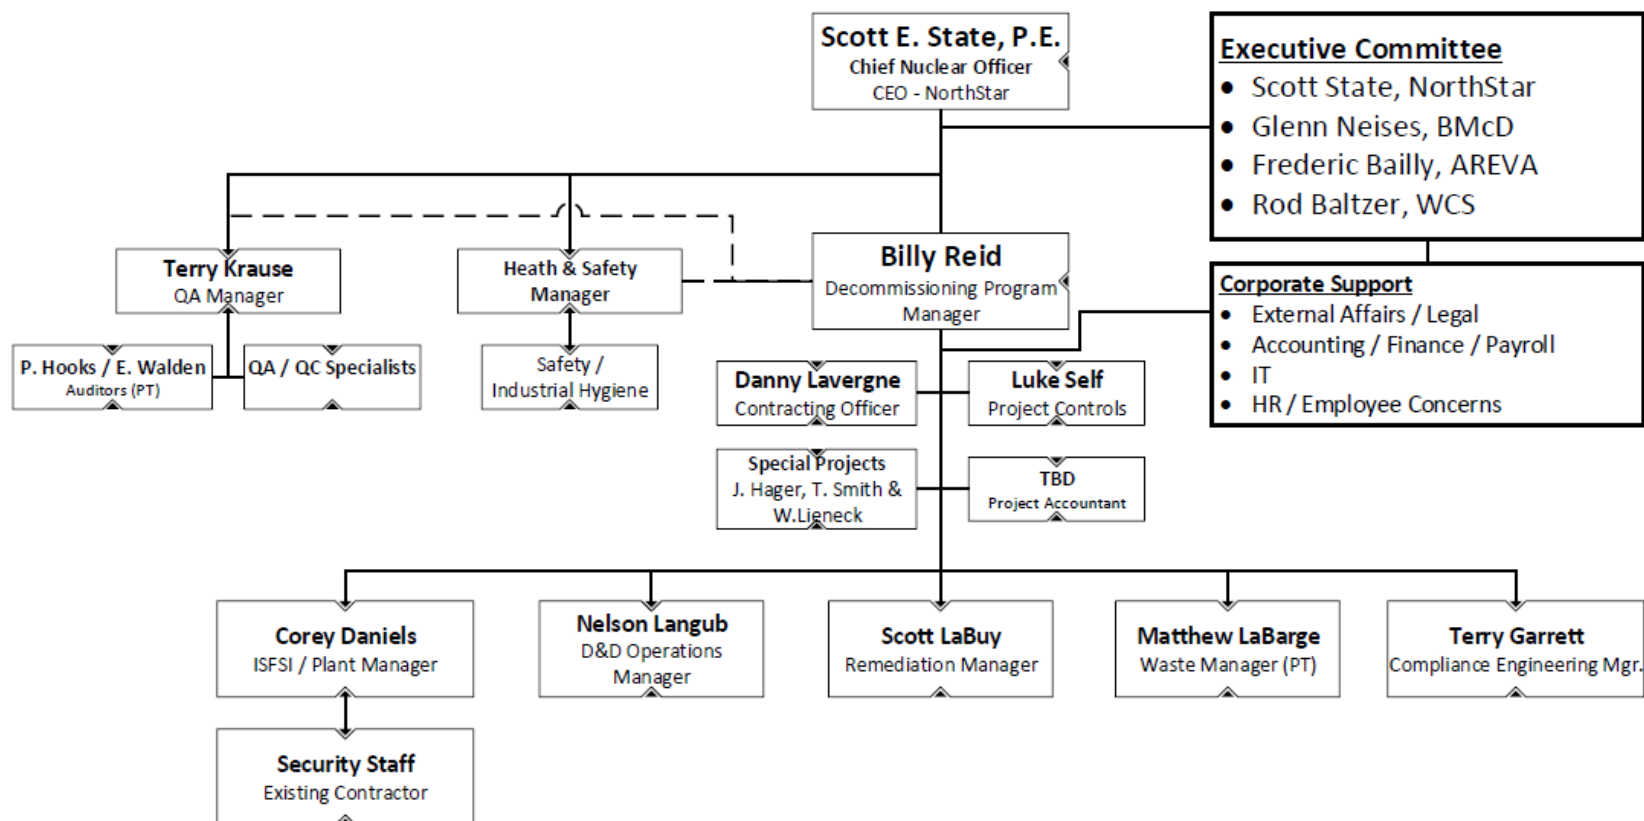 Scott E. State, P.E.
Chief Nuclear Officer
CEO - NorthStar
Executive Committee
• Scott State, NorthStar
• Glenn Neises, BMcD
• Frederic Bailly, AREVA
• Rod Baltzer, WCS
Terry Krause
QA Manager
Heath & Safety
Manager
Billy Reid
Decommissioning Program
Manager
Corporate Support
• External Affairs / Legal
• Accounting / Finance / Payroll
• IT
• HR / Employee Concerns
P. Hooks / E. Walden
Auditors (PT)
QA / QC Specialists
Safety /
Industrial Hygiene
Danny Lavergne
Contracting Officer
Luke Self
Project Controls
Special Projects
J. Hager, T. Smith &
W.Lieneck
TBD
Project Accountant
Corey Daniels
ISFSI / Plant Manager
Nelson Langub
D&D Operations
Manager
Scott LaBuy
Remediation Manager
Matthew LaBarge
Waste Manager (PT)
Terry Garrett
Compliance Engineering Mgr.
Security Staff
Existing Contractor